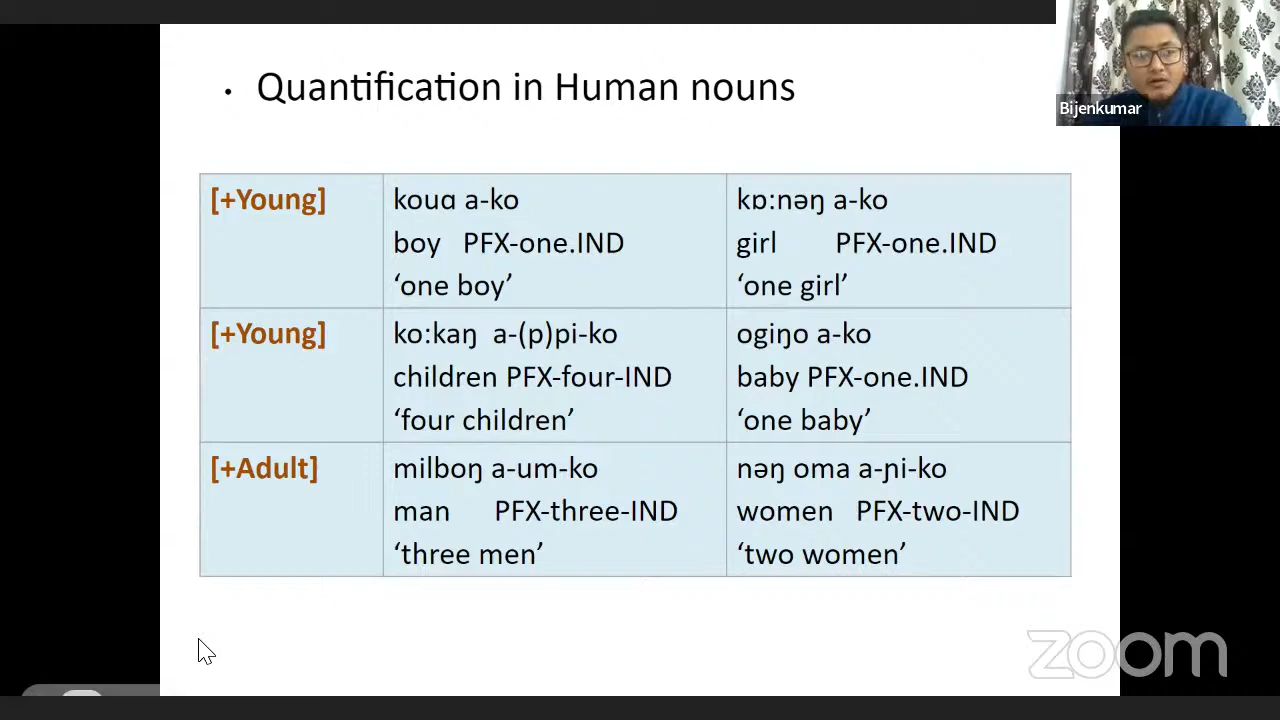 • Quantification in Human nouns
Bijenkumar
[+Young]
kouɑ a-ko
boy PFX-one.IND
‘one boy’
kɒːnəŋ a-ko
girl PFX-one.IND
‘one girl’
[+Young]
ko:kaŋ a-(p)pi-ko
children PFX-four-IND
‘four children’
ogiŋo a-ko
baby PFX-one.IND
‘one baby’
[+Adult]
milboŋ a-um-ko
man PFX-three-IND
‘three men’
nəŋ oma a-ɲi-ko
women PFX-two-IND
‘two women’
zoom